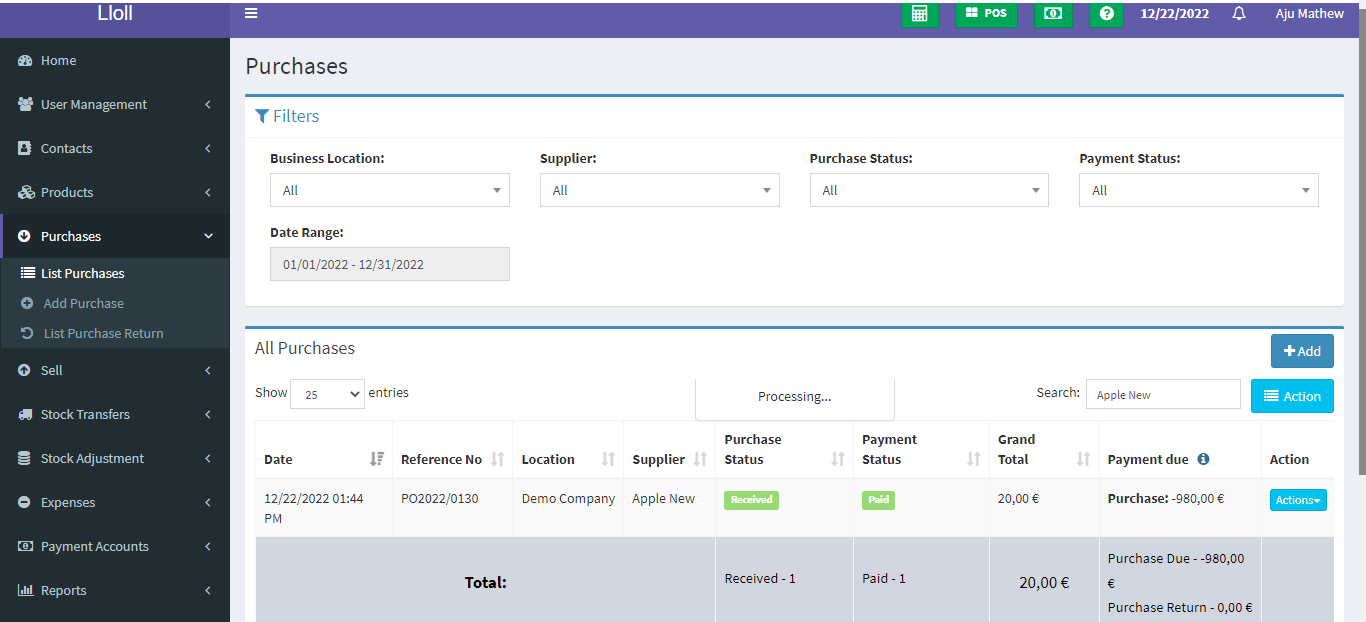 Lloll
POS
12/22/2022
Aju Mathew
Home
User Management
Contacts
Products
Purchases
List Purchases
Add Purchase
List Purchase Return
Sell
Stock Transfers
Stock Adjustment
Expenses
Payment Accounts
Reports
Purchases
Filters
Business Location:
Supplier:
Purchase Status:
Payment Status:
All
All
All
All
Date Range:
01/01/2022 - 12/31/2022
All Purchases
Add
Show 25 entries
Processing...
Search: Apple New
Action
Date
Reference No
Location
Supplier
Purchase
Status
Payment
Status
Grand
Total
Payment due
Action
12/22/2022 01:44
PM
PO2022/0130
Demo Company
Apple New
Received
Paid
20,00 €
Purchase: -980,00 €
Actions
Total:
Received - 1
Paid - 1
20,00 €
Purchase Due - -980,00
€
Purchase Return - 0,00 €